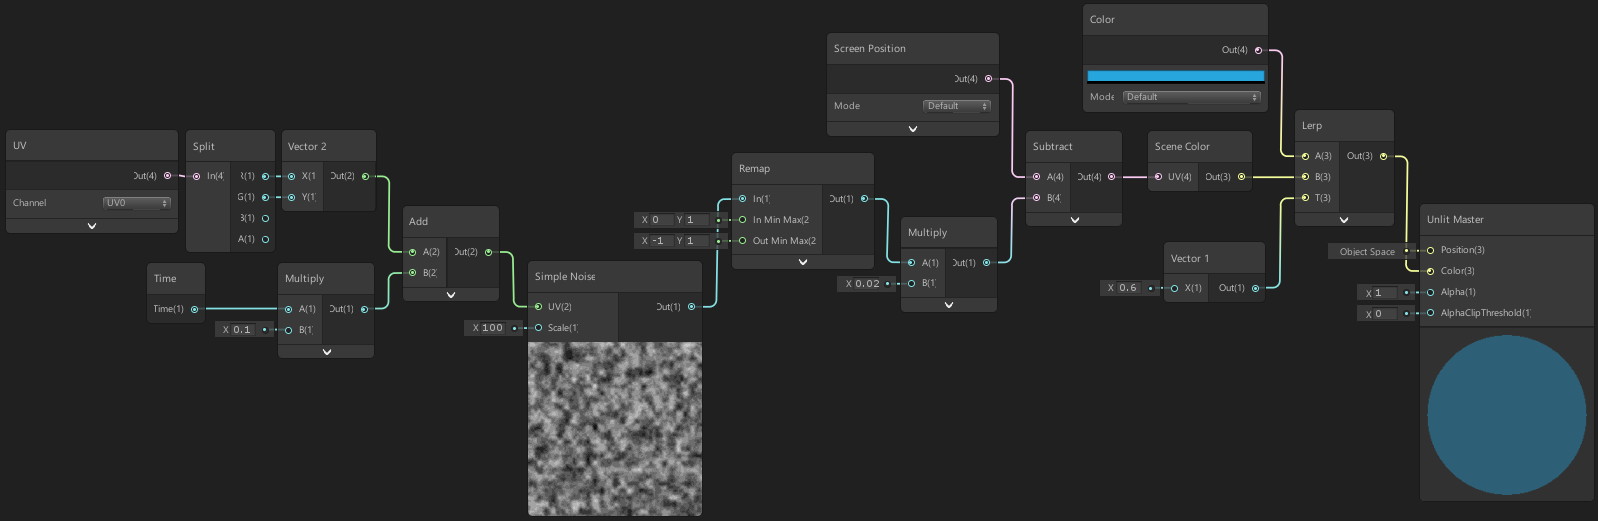 UV
Out(4)
Channel
UV0
Split
In(4)
R(1)
G(1)
B(1)
A(1)
Vector 2
X(1)
Y(1)
Out(2)
Time
Time(1)
Multiply
A(1)
B(1)
Out(1)
X 0.1
Add
A(2)
B(2)
Out(2)
Simple Noise
UV(2)
Scale(1)
Out(1)
X 100
Remap
In(1)
In Min Max(2
Out Min Max(2
Out(1)
X 0 Y 1
X -1 Y 1
Screen Position
Out(4)
Mode
Default
Multiply
A(1)
B(1)
Out(1)
X 0.02
Subtract
A(4)
B(4)
Out(4)
Color
Out(4)
Mode
Default
Scene Color
UV(4)
Out(3)
Vector 1
X(1)
Out(1)
X 0.6
Lerp
A(3)
B(3)
T(3)
Out(3)
Unlit Master
Object Space
Position(3)
Color(3)
X 1
Alpha(1)
X 0
AlphaClipThreshold(1)